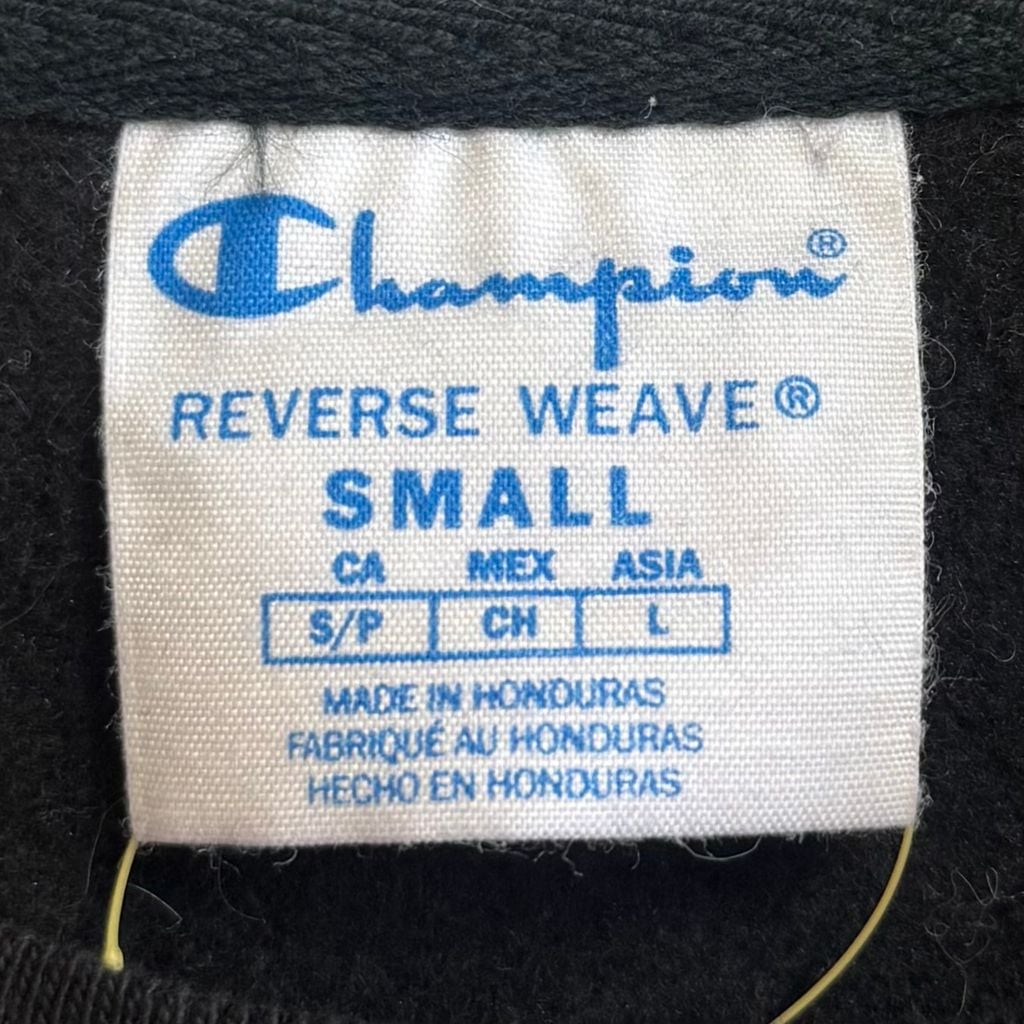 Champion®
REVERSE WEAVE®
SMALL
CA MEX ASIA
S/P CH L
MADE IN HONDURAS
FABRIQUÉ AU HONDURAS
HECHO EN HONDURAS